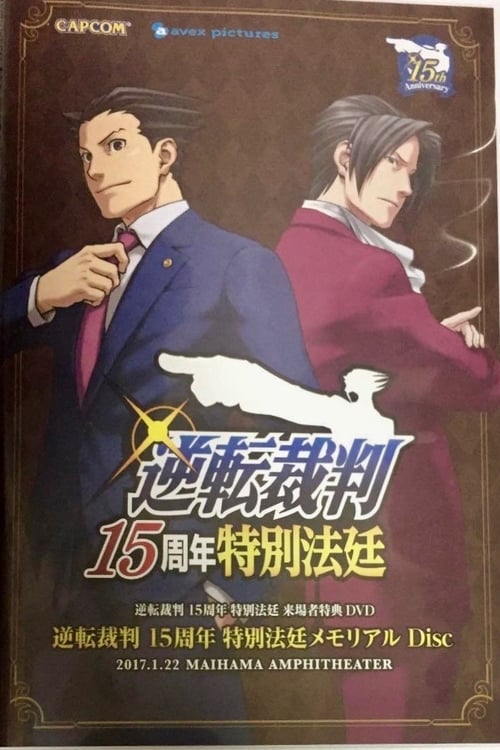 CAPCOM
avex pictures
15th
Anniversary
逆転裁判
15周年特別法廷
逆転裁判 15周年 特別法廷 来場者特典DVD
逆転裁判 15周年 特別法廷メモリアル Disc
2017.1.22 MAIHAMA AMPHITHEATER